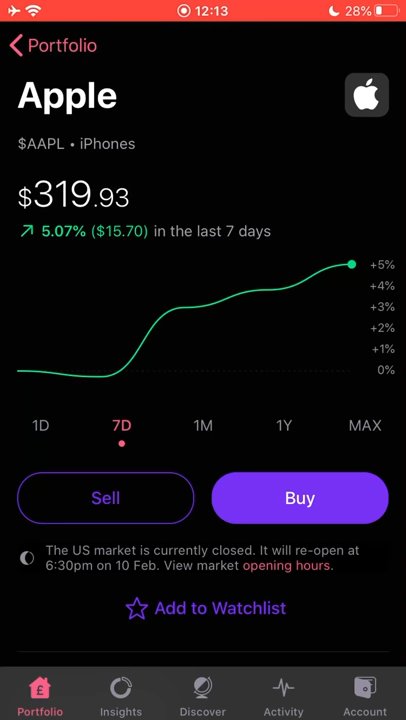 12:13
28%
Portfolio
Apple
$AAPL • iPhones
$319.93
5.07% ($15.70) in the last 7 days
+5%
+4%
+3%
+2%
+1%
0%
1D 7D 1M 1Y MAX
Sell Buy
The US market is currently closed. It will re-open at
6:30pm on 10 Feb. View market opening hours.
Add to Watchlist
£
Portfolio Insights Discover Activity Account